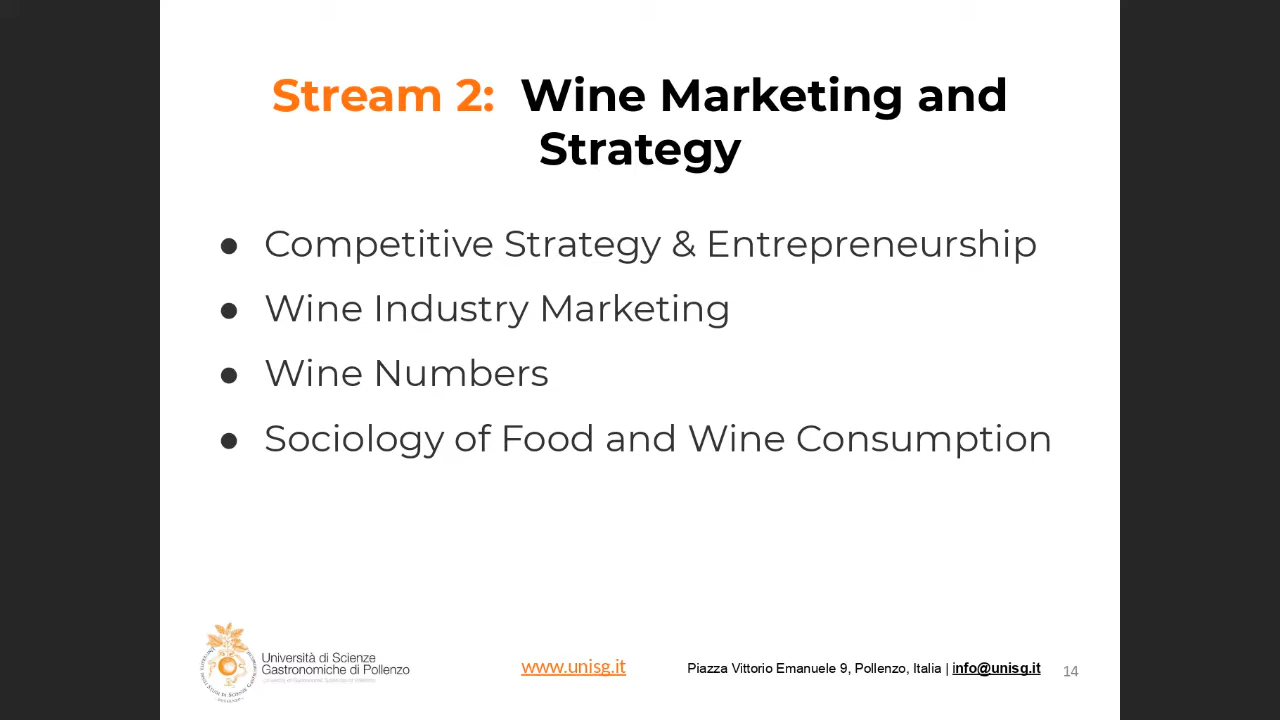 Stream 2: Wine Marketing and
Strategy
● Competitive Strategy & Entrepreneurship
● Wine Industry Marketing
● Wine Numbers
● Sociology of Food and Wine Consumption
Università di Scienze
Gastronomiche di Pollenzo
www.unisg.it
Piazza Vittorio Emanuele 9, Pollenzo, Italia | info@unisg.it
14